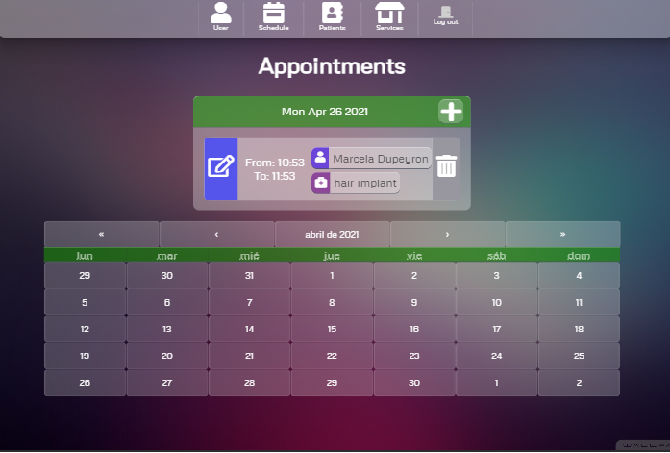 User Schedule Patients Services Log out
Appointments
Mon Apr 26 2021
From: 10:53
To: 11:53
Marcela Dupeyron
hair implant
« ‹ abril de 2021 › »
lun mar mié jue vie sáb dom
29 30 31 1 2 3 4
5 6 7 8 9 10 11
12 13 14 15 16 17 18
19 20 21 22 23 24 25
26 27 28 29 30 1 2